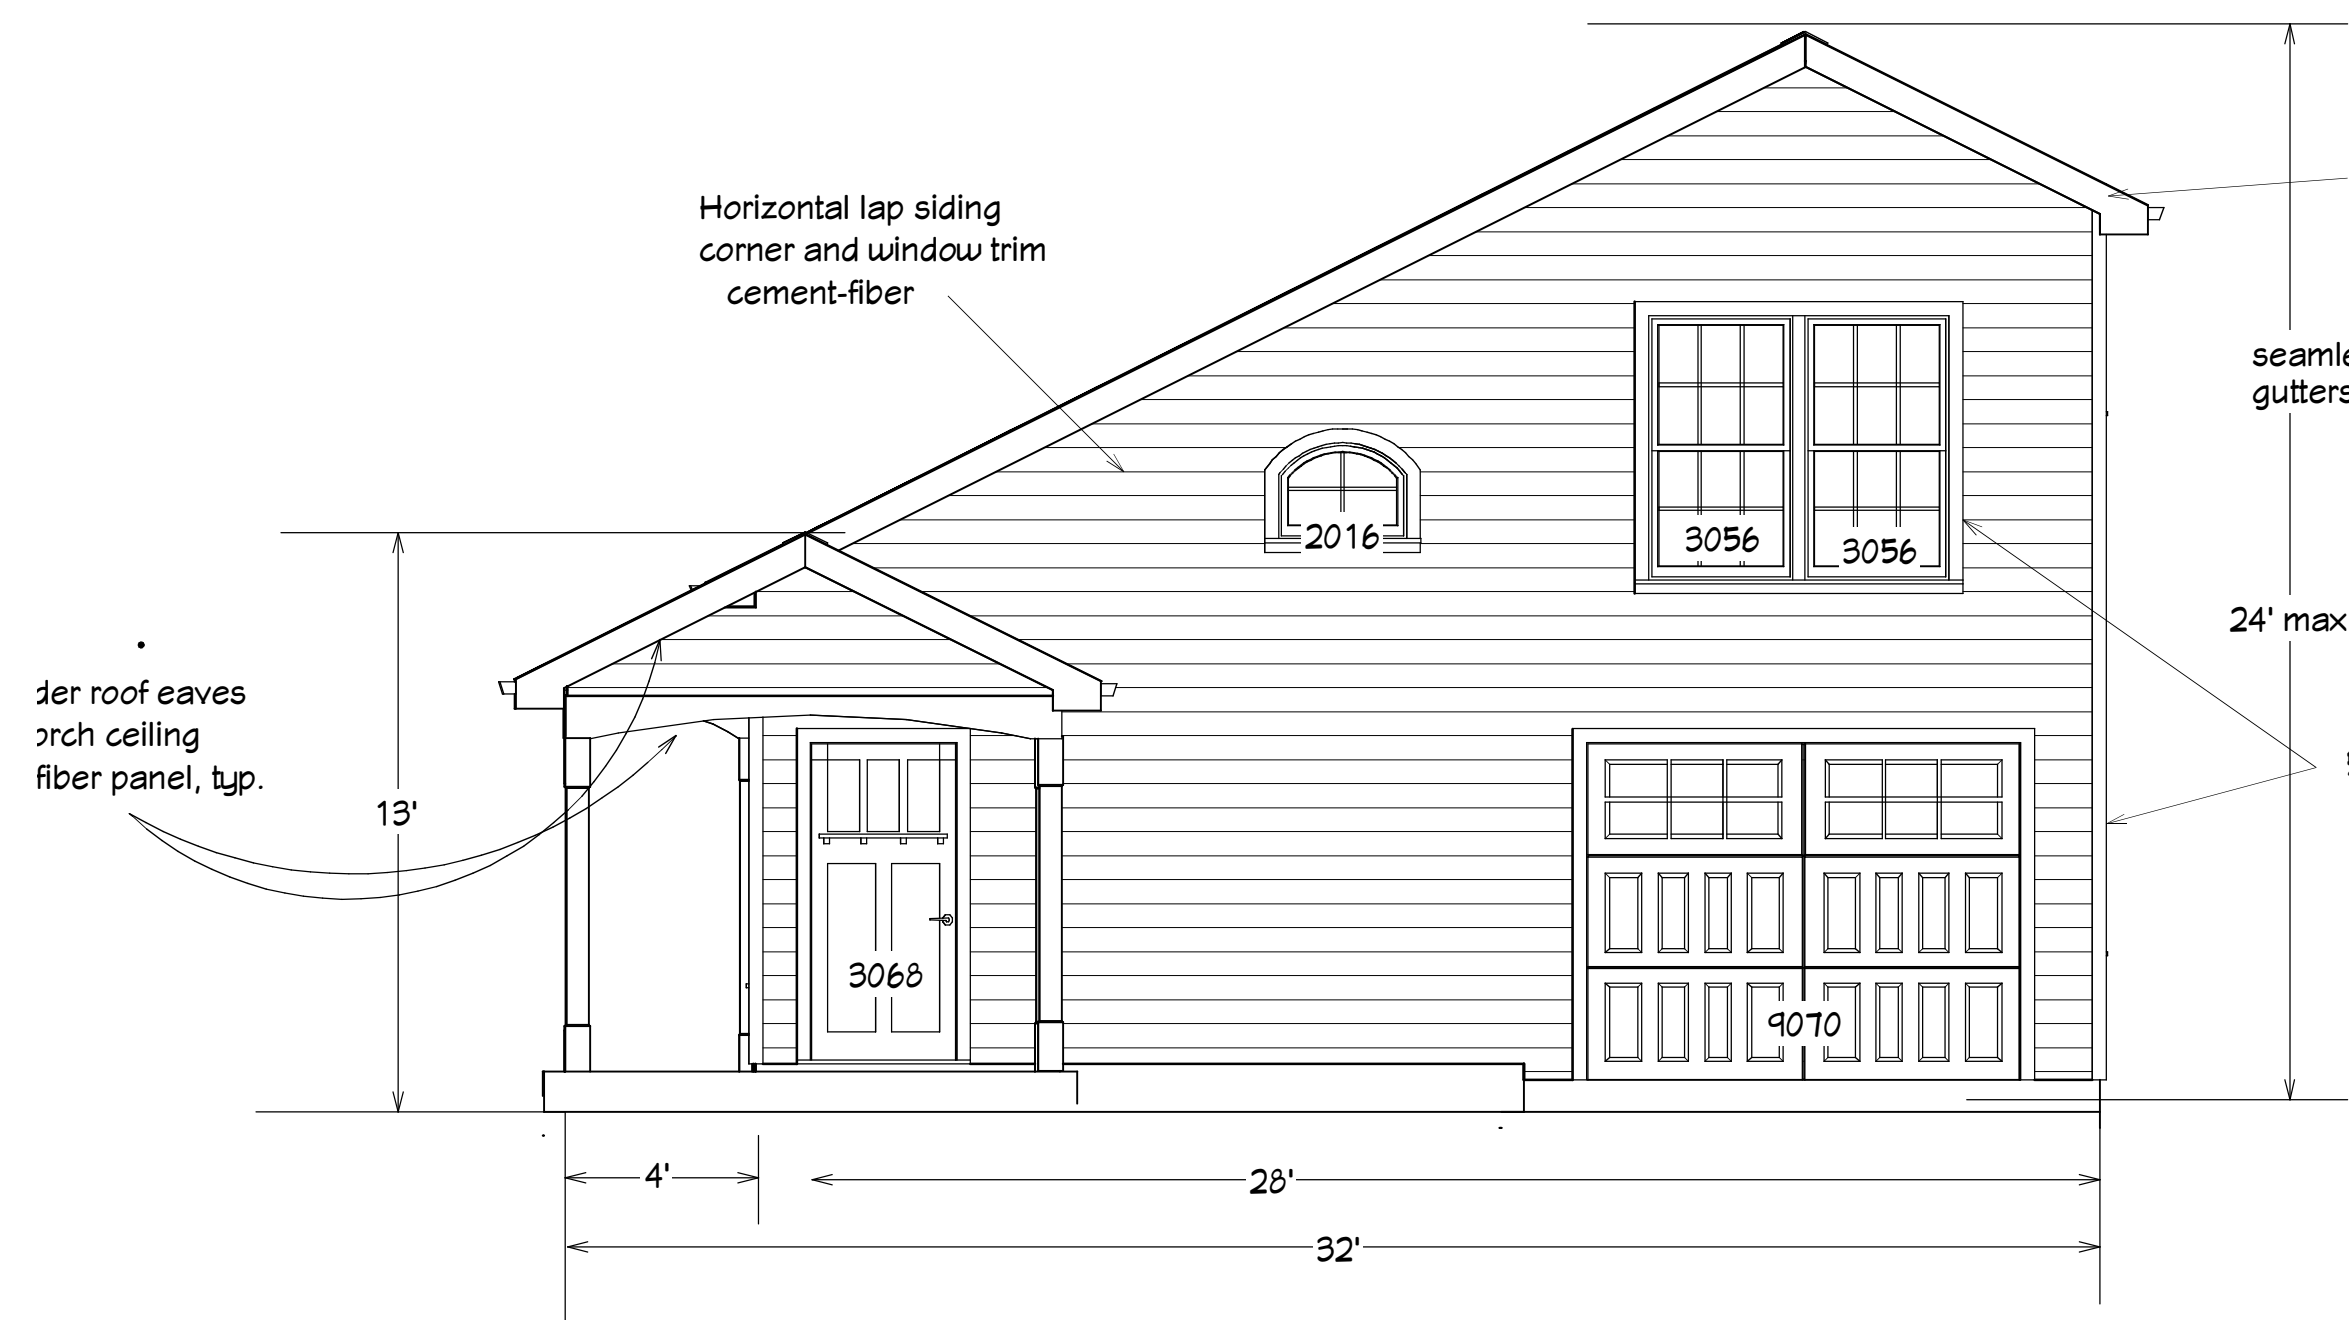 Horizontal lap siding
corner and window trim
cement-fiber
seamle
gutters
2016
3056
3056
24' max
der roof eaves
orch ceiling
fiber panel, typ.
13'
3068
9070
4'
28'
32'